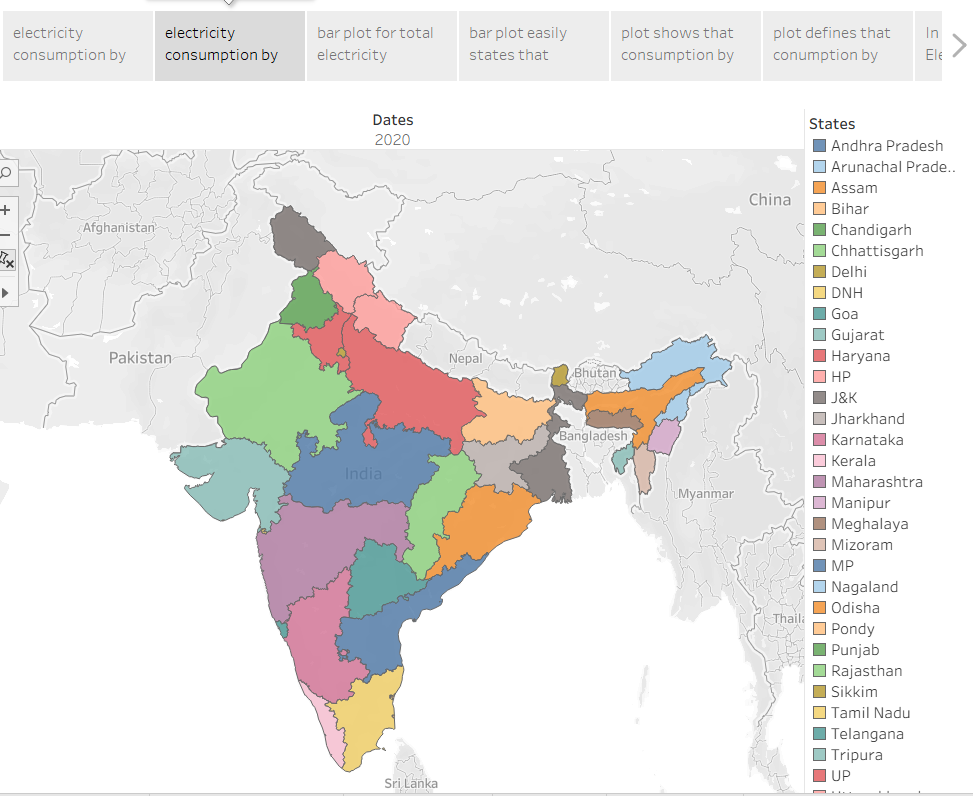 electricity
consumption by
electricity
consumption by
bar plot for total
electricity
bar plot easily
states that
plot shows that
consumption by
plot defines that
conumption by
In
Dates
2020
States
Andhra Pradesh
Arunachal Prade..
Assam
Bihar
Chandigarh
Chhattisgarh
Delhi
DNH
Goa
Gujarat
Haryana
HP
J&K
Jharkhand
Karnataka
Kerala
Maharashtra
Manipur
Meghalaya
Mizoram
MP
Nagaland
Odisha
Pondy
Punjab
Rajasthan
Sikkim
Tamil Nadu
Telangana
Tripura
UP
China
Afghanistan
Pakistan
Nepal
Bhutan
Bangladesh
India
Myanmar
Thaila
Sri Lanka